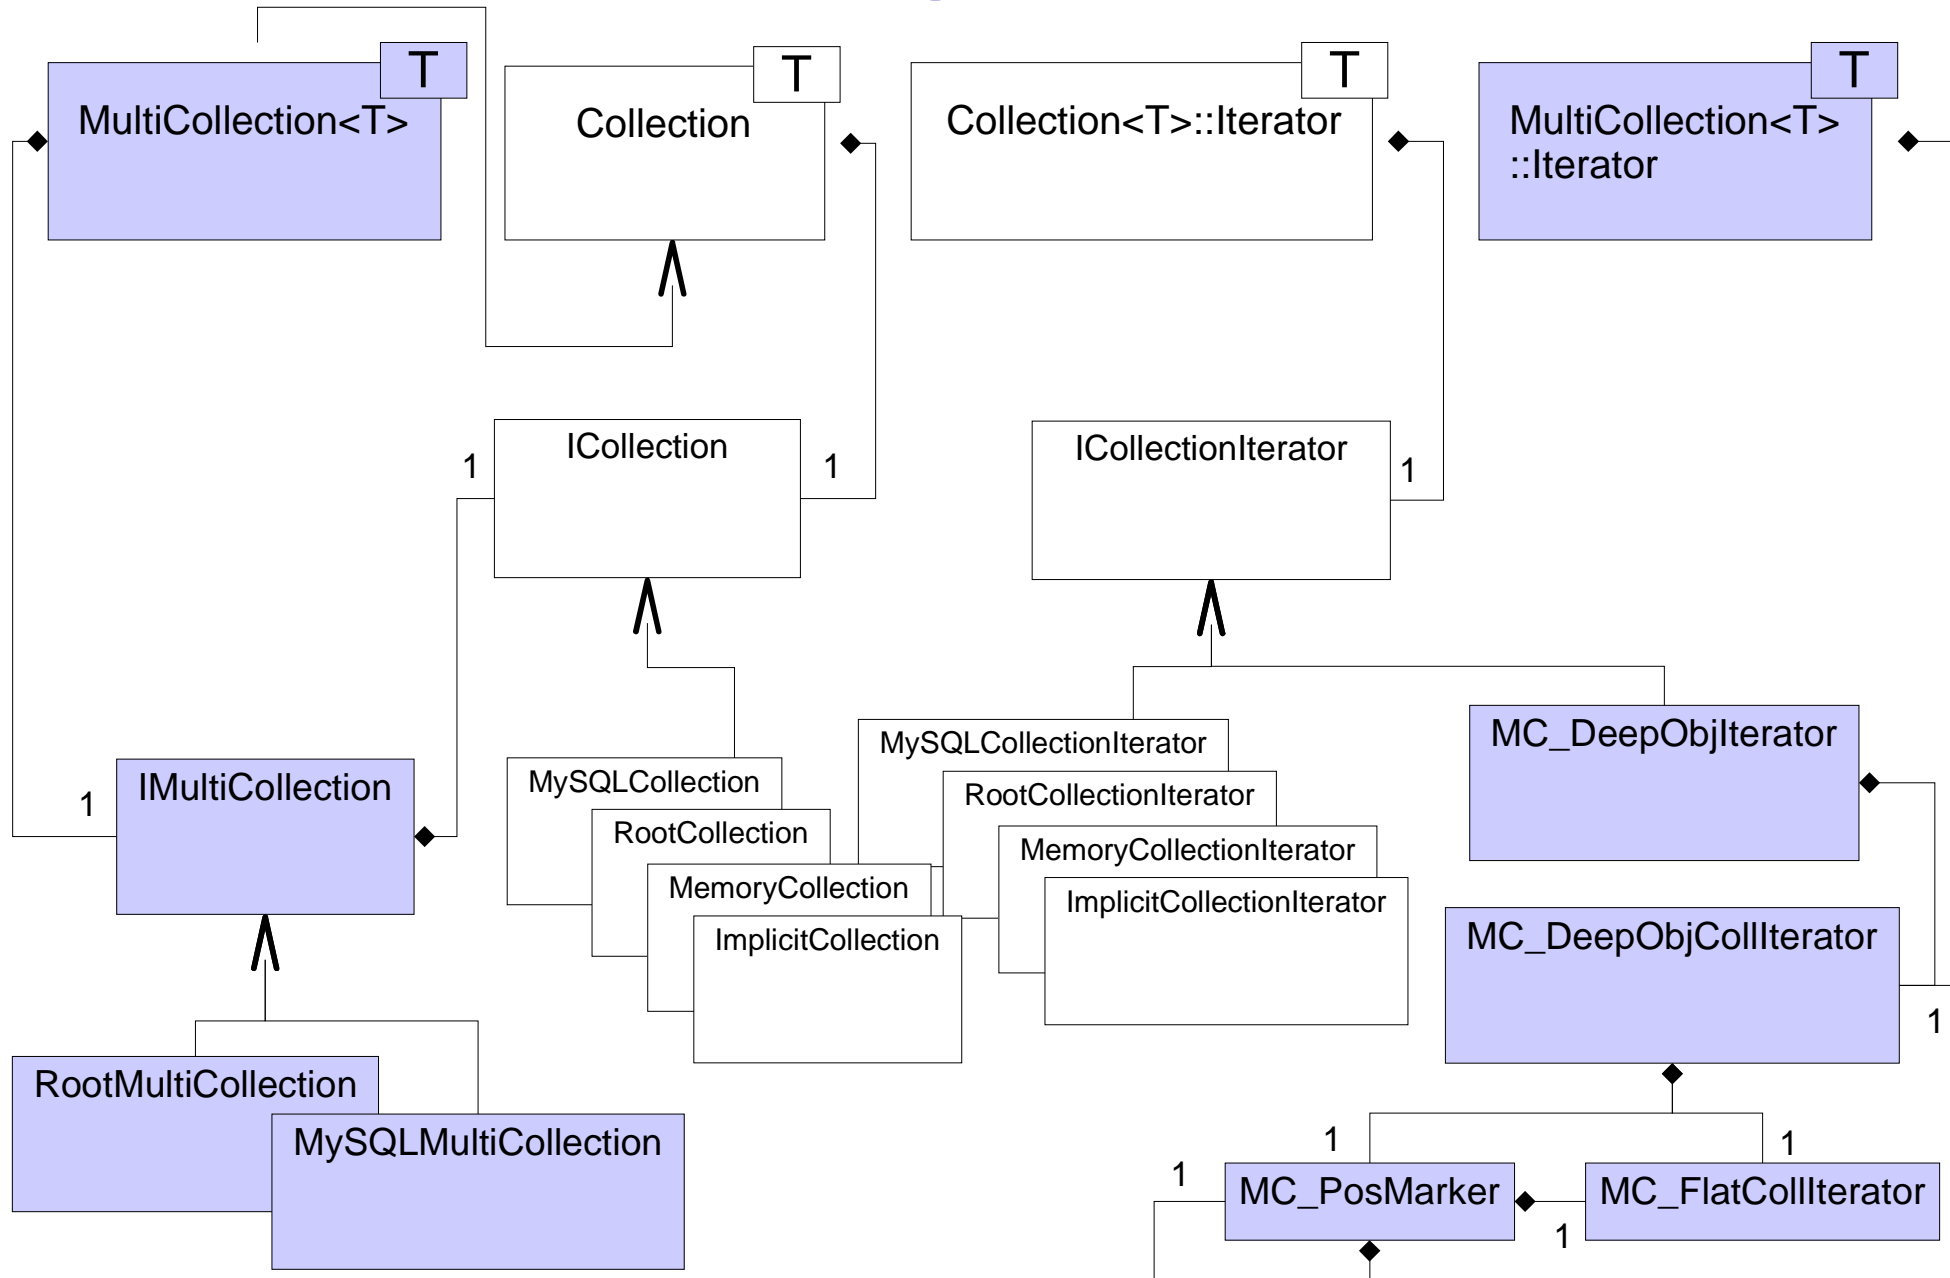 T
T
T
T
MultiCollection<T>
Collection
Collection<T>::Iterator
MultiCollection<T>
::Iterator
ICollection
ICollectionIterator
1
1
1
MySQLCollectionIterator
MC_DeepObjIterator
IMultiCollection
MySQLCollection
RootCollectionIterator
1
RootCollection
MemoryCollectionIterator
MemoryCollection
ImplicitCollectionIterator
ImplicitCollection
MC_DeepObjCollIterator
1
RootMultiCollection
MySQLMultiCollection
1
1
1
MC_PosMarker
MC_FlatCollIterator
1